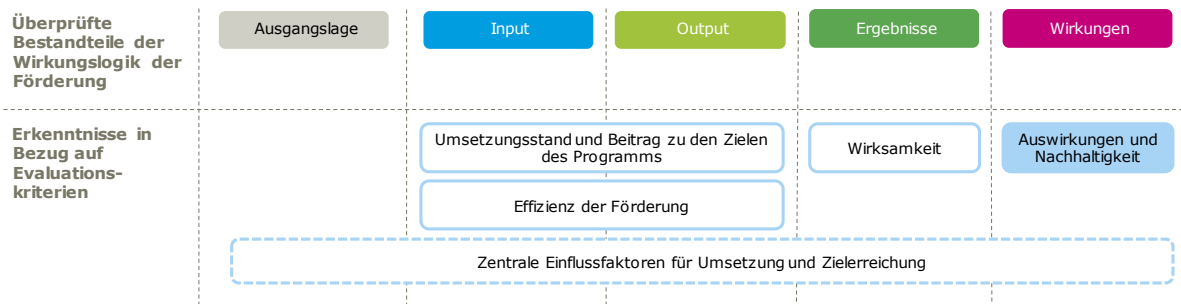 Überprüfte
Bestandteile der
Wirkungslogik der
Förderung
Ausgangslage
Input
Output
Ergebnisse
Wirkungen
Erkenntnisse in
Bezug auf
Evaluations-
kriterien
Umsetzungsstand und Beitrag zu den Zielen
des Programms
Wirksamkeit
Auswirkungen und
Nachhaltigkeit
Effizienz der Förderung
Zentrale Einflussfaktoren für Umsetzung und Zielerreichung